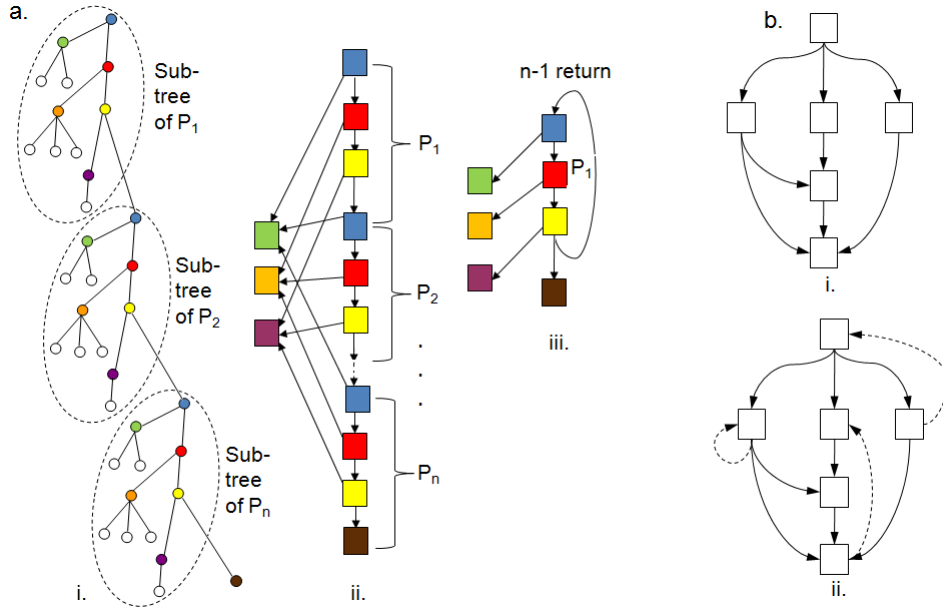 a.
Sub-
tree
of P1
Sub-
tree
of P2
Sub-
tree
of Pn
i.
P1
P2
.
.
.
Pn
ii.
n-1 return
P1
iii.
b.
i.
ii.